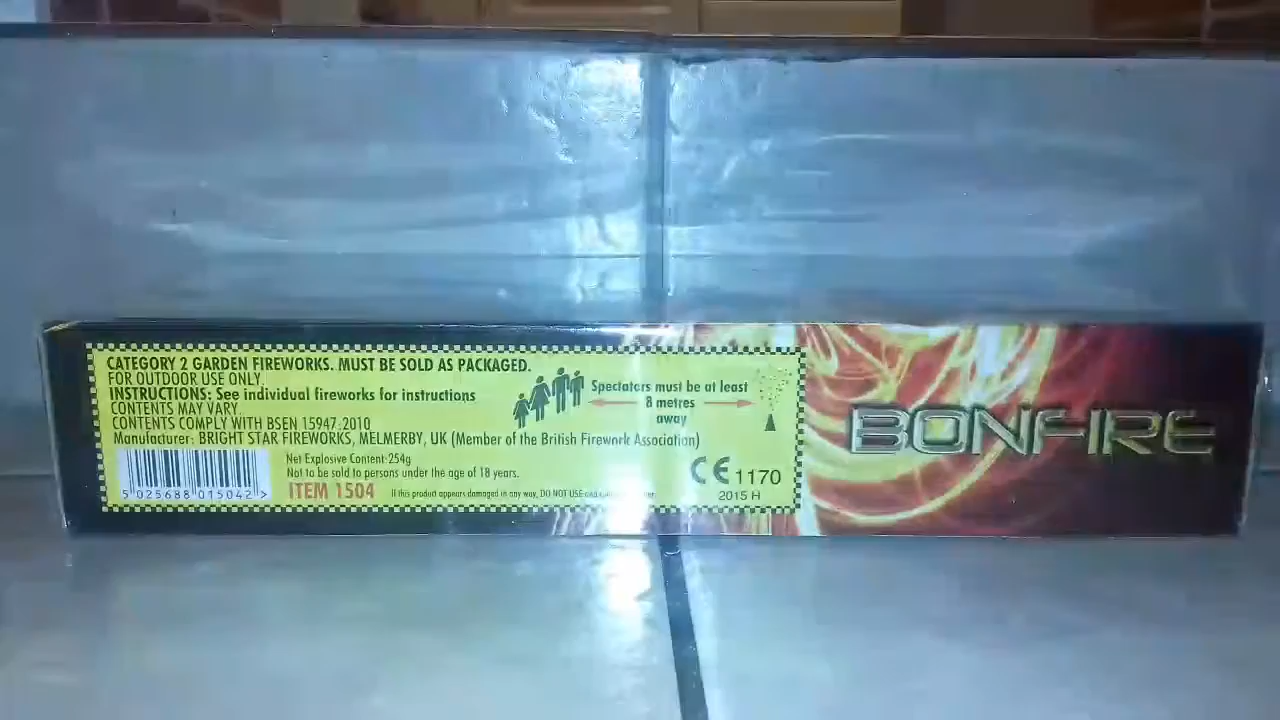 CATEGORY 2 GARDEN FIREWORKS. MUST BE SOLD AS PACKAGED.
FOR OUTDOOR USE ONLY.
INSTRUCTIONS: See individual fireworks for instructions
CONTENTS MAY VARY.
CONTENTS COMPLY WITH BSEN 15947:2010
Manufacturer: BRIGHT STAR FIREWORKS, MELMERBY, UK (Member of the British Firework Association)
Spectators must be at least
8 metres
away
Net Explosive Content: 254g
Not to be sold to persons under the age of 18 years.
ITEM 1504
If this product appears damaged in any way, DO NOT USE and
5 025688 015042 >
CE 1170
2015 H
BONFIRE